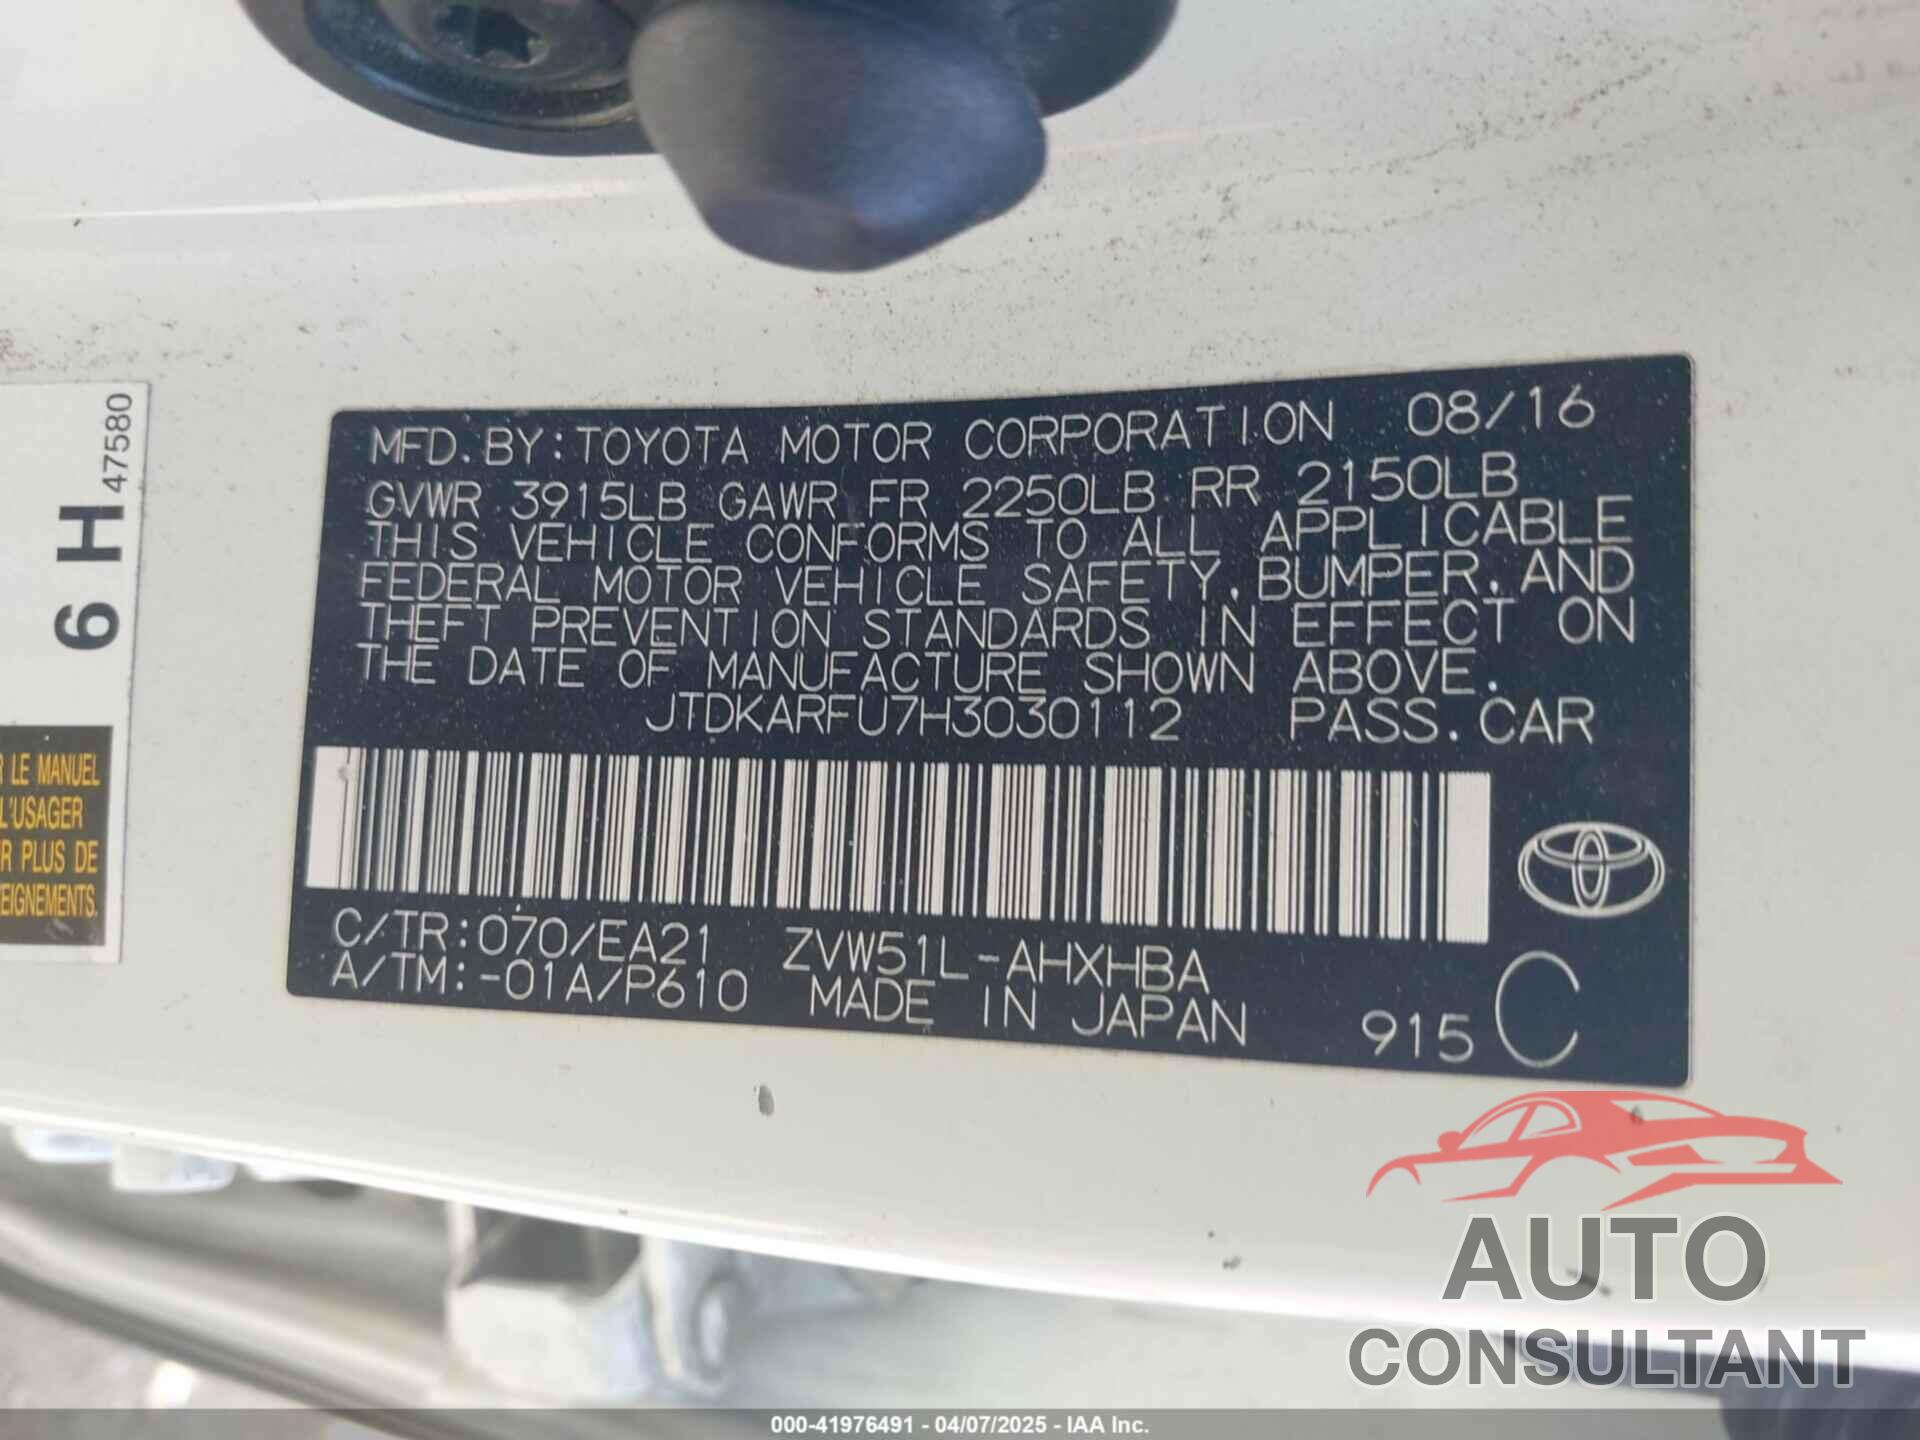 MFD. BY: TOYOTA MOTOR CORPORATION 08/16
GVWR 3915LB GAWR FR 2250LB RR 2150LB
THIS VEHICLE CONFORMS TO ALL APPLICABLE
FEDERAL MOTOR VEHICLE SAFETY, BUMPER, AND
THEFT PREVENTION STANDARDS IN EFFECT ON
THE DATE OF MANUFACTURE SHOWN ABOVE.
JTDKARFU7H3030112 PASS. CAR
C/TR: 070/EA21 ZVW51L-AHXHBA
A/TM: -01A/P610 MADE IN JAPAN 915 C
6 H 47580
LE MANUEL
L'USAGER
PLUS DE
EIGNEMENTS.
AUTO
CONSULTANT
000-41976491 - 04/07/2025 - IAA Inc.